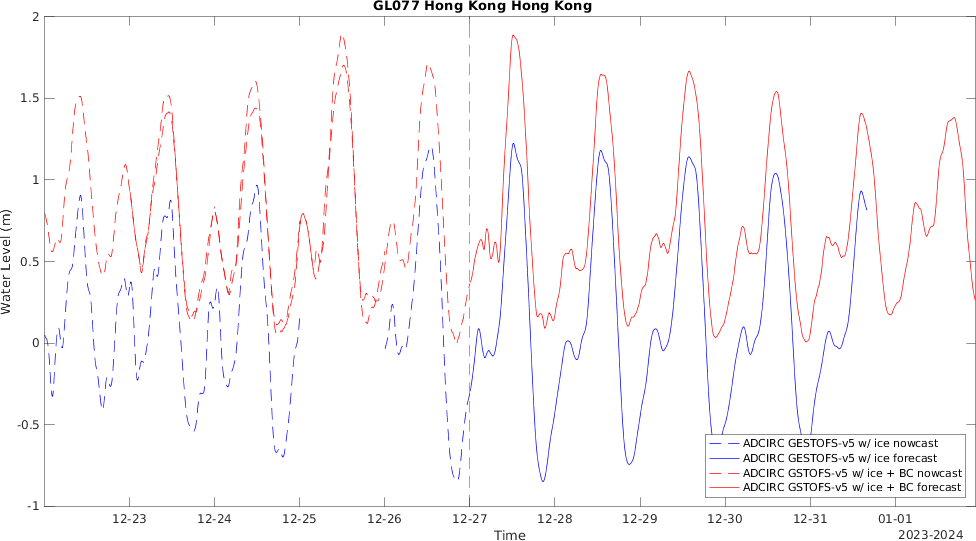 GL077 Hong Kong Hong Kong
2
1.5
1
0.5
0
-0.5
-1
Water Level (m)
12-23 12-24 12-25 12-26 12-27 12-28 12-29 12-30 12-31 01-01
Time
2023-2024
ADCIRC GESTOFS-v5 w/ ice nowcast
ADCIRC GESTOFS-v5 w/ ice forecast
ADCIRC GSTOFS-v5 w/ ice + BC nowcast
ADCIRC GSTOFS-v5 w/ ice + BC forecast